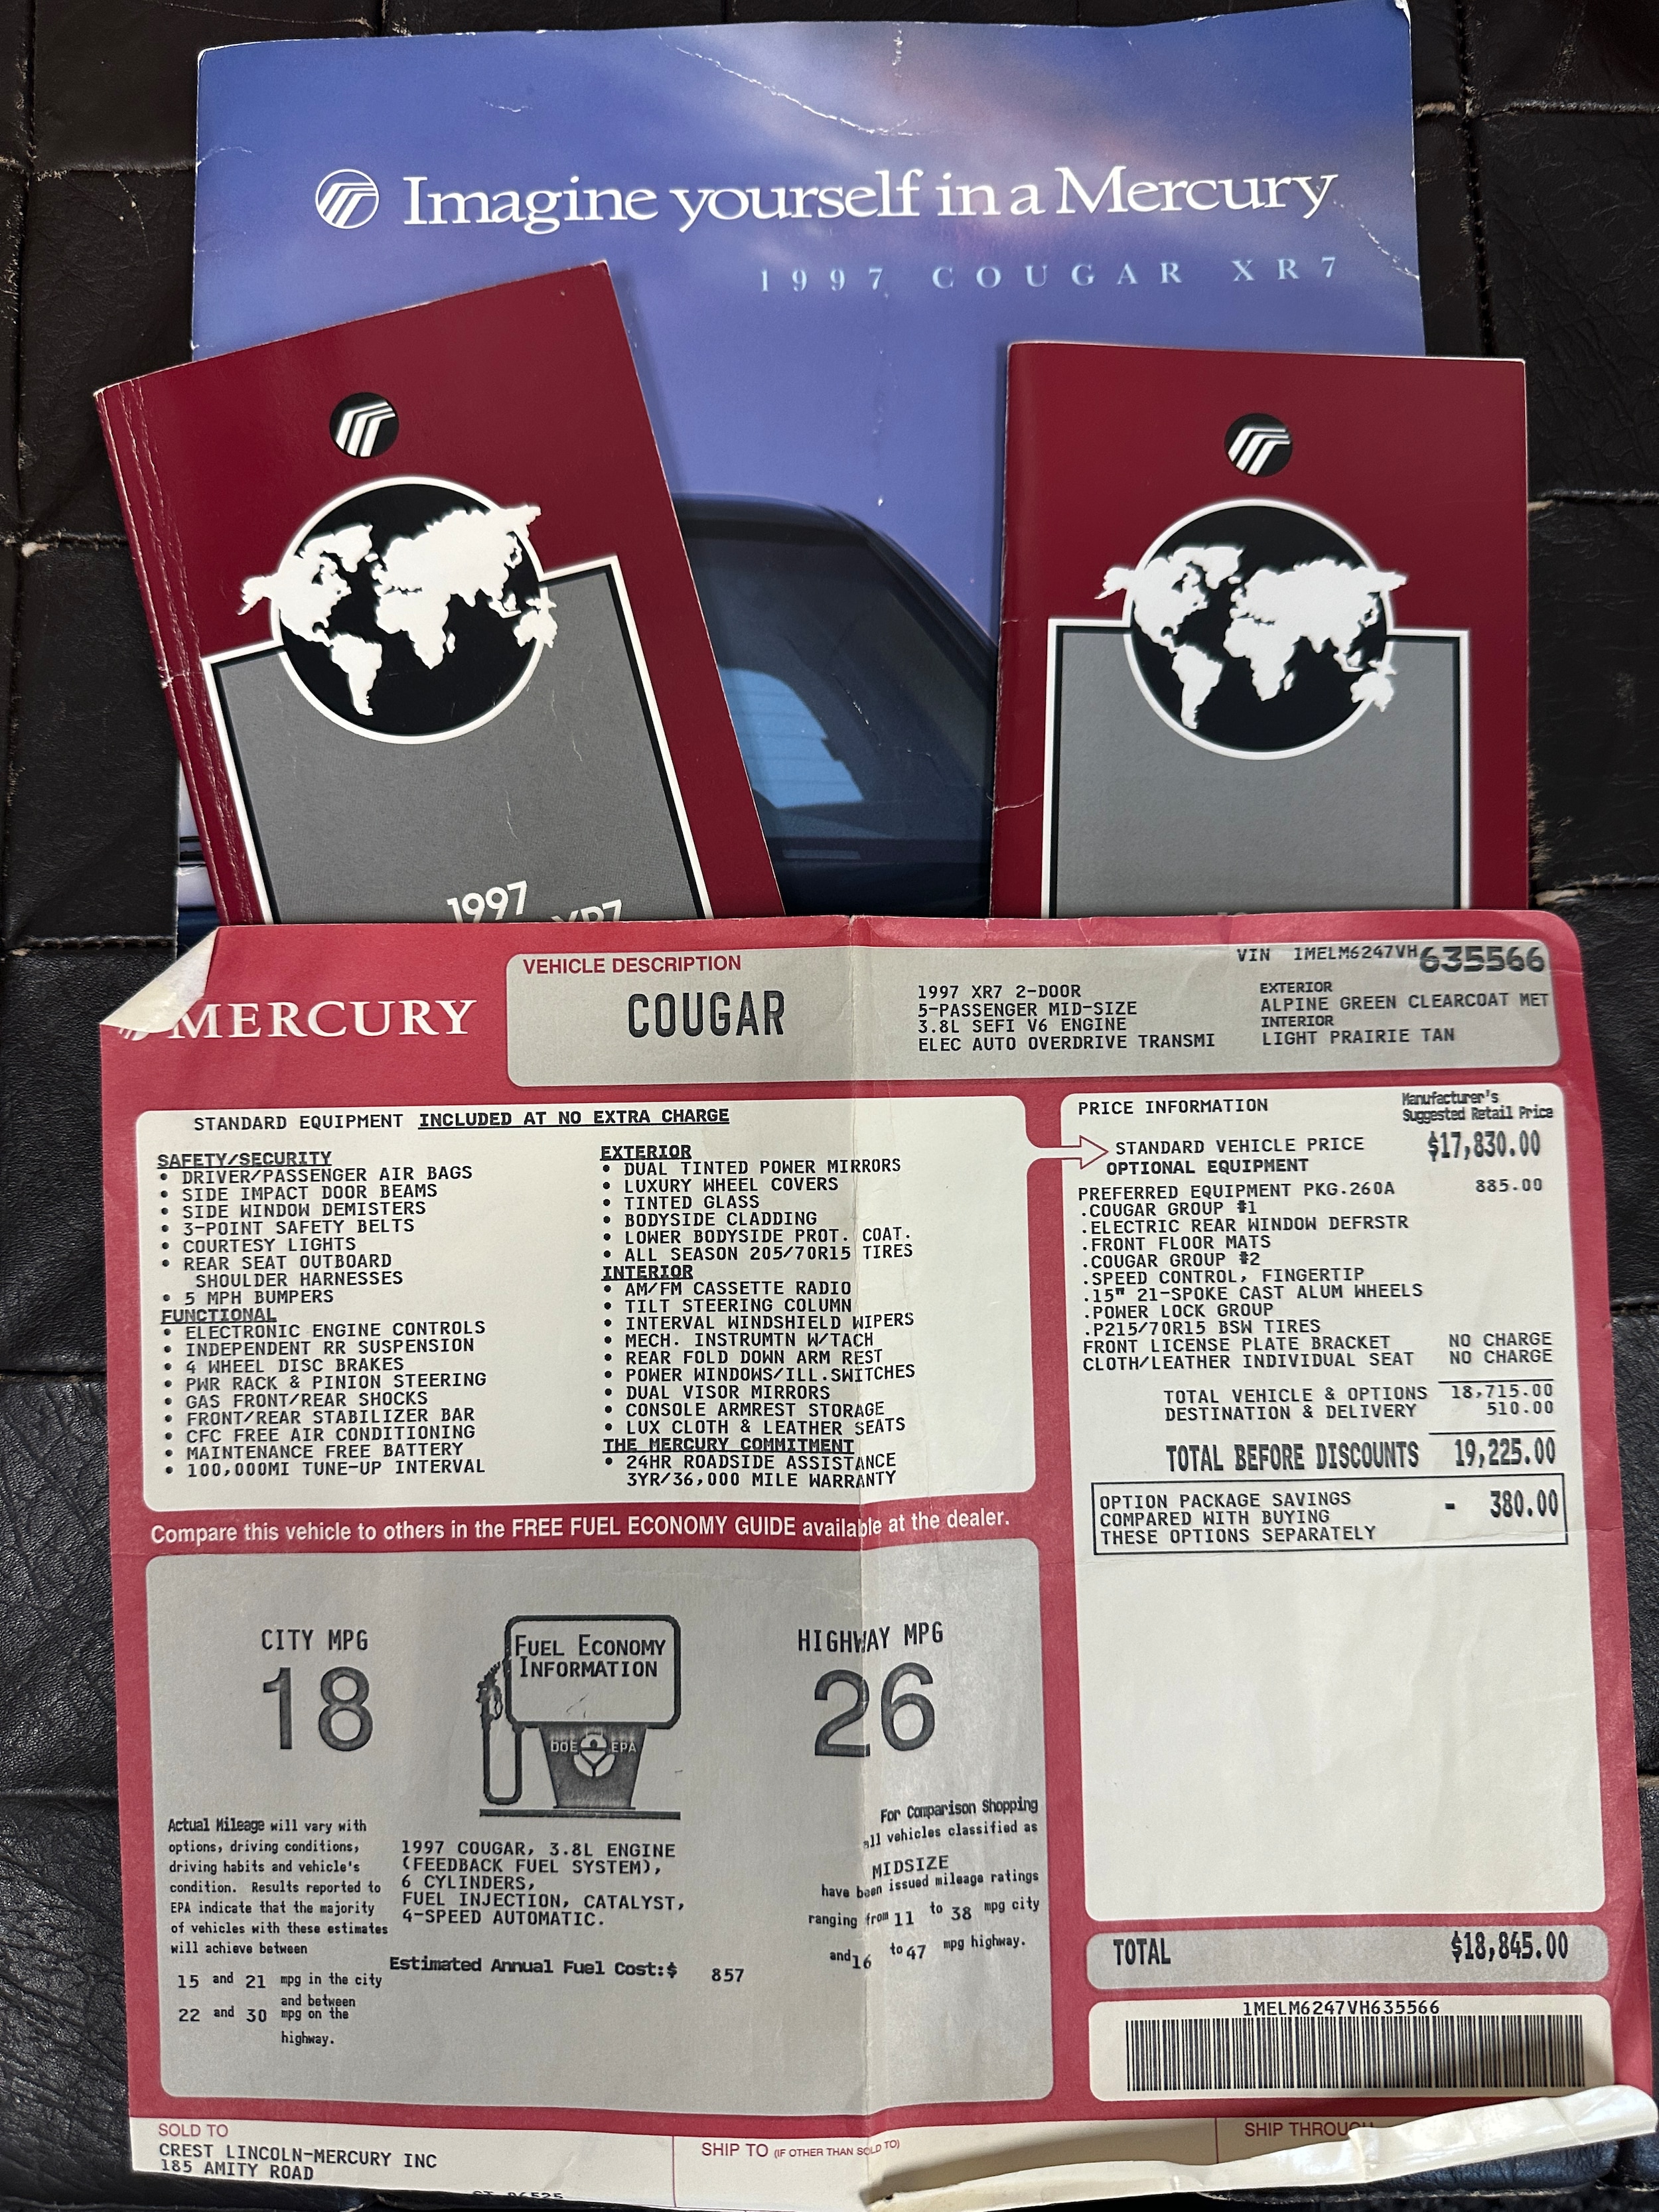 Imagine yourself in a Mercury
1997 COUGAR XR7
1997
XR7
MERCURY
VEHICLE DESCRIPTION
COUGAR
1997 XR7 2-DOOR
5-PASSENGER MID-SIZE
3.8L SEFI V6 ENGINE
ELEC AUTO OVERDRIVE TRANSMI
VIN 1MELM6247VH635566
EXTERIOR
ALPINE GREEN CLEARCOAT MET
INTERIOR
LIGHT PRAIRIE TAN
STANDARD EQUIPMENT INCLUDED AT NO EXTRA CHARGE
SAFETY/SECURITY
• DRIVER/PASSENGER AIR BAGS
• SIDE IMPACT DOOR BEAMS
• SIDE WINDOW DEMISTERS
• 3-POINT SAFETY BELTS
• COURTESY LIGHTS
• REAR SEAT OUTBOARD
SHOULDER HARNESSES
• 5 MPH BUMPERS
FUNCTIONAL
• ELECTRONIC ENGINE CONTROLS
• INDEPENDENT RR SUSPENSION
• 4 WHEEL DISC BRAKES
• PWR RACK & PINION STEERING
• GAS FRONT/REAR SHOCKS
• FRONT/REAR STABILIZER BAR
• CFC FREE AIR CONDITIONING
• MAINTENANCE FREE BATTERY
• 100,000MI TUNE-UP INTERVAL
EXTERIOR
• DUAL TINTED POWER MIRRORS
• LUXURY WHEEL COVERS
• TINTED GLASS
• BODYSIDE CLADDING
• LOWER BODYSIDE PROT. COAT.
• ALL SEASON 205/70R15 TIRES
INTERIOR
• AM/FM CASSETTE RADIO
• TILT STEERING COLUMN
• INTERVAL WINDSHIELD WIPERS
• MECH. INSTRUMTN W/TACH
• REAR FOLD DOWN ARM REST
• POWER WINDOWS/ILL.SWITCHES
• DUAL VISOR MIRRORS
• CONSOLE ARMREST STORAGE
• LUX CLOTH & LEATHER SEATS
THE MERCURY COMMITMENT
• 24HR ROADSIDE ASSISTANCE
3YR/36,000 MILE WARRANTY
PRICE INFORMATION
Manufacturer's
Suggested Retail Price
STANDARD VEHICLE PRICE $17,830.00
OPTIONAL EQUIPMENT
PREFERRED EQUIPMENT PKG.260A 885.00
.COUGAR GROUP #1
.ELECTRIC REAR WINDOW DEFRSTR
.FRONT FLOOR MATS
.COUGAR GROUP #2
.SPEED CONTROL, FINGERTIP
.15" 21-SPOKE CAST ALUM WHEELS
.POWER LOCK GROUP
.P215/70R15 BSW TIRES
FRONT LICENSE PLATE BRACKET NO CHARGE
CLOTH/LEATHER INDIVIDUAL SEAT NO CHARGE
TOTAL VEHICLE & OPTIONS 18,715.00
DESTINATION & DELIVERY 510.00
TOTAL BEFORE DISCOUNTS 19,225.00
OPTION PACKAGE SAVINGS
COMPARED WITH BUYING
THESE OPTIONS SEPARATELY
- 380.00
Compare this vehicle to others in the FREE FUEL ECONOMY GUIDE available at the dealer.
CITY MPG
18
FUEL ECONOMY
INFORMATION
DOE EPA
HIGHWAY MPG
26
Actual Mileage will vary with
options, driving conditions,
driving habits and vehicle's
condition. Results reported to
EPA indicate that the majority
of vehicles with these estimates
will achieve between
15 and 21 mpg in the city
and between
22 and 30 mpg on the
highway.
1997 COUGAR, 3.8L ENGINE
(FEEDBACK FUEL SYSTEM),
6 CYLINDERS,
FUEL INJECTION, CATALYST,
4-SPEED AUTOMATIC.
Estimated Annual Fuel Cost:$ 857
For Comparison Shopping
all vehicles classified as
MIDSIZE
have been issued mileage ratings
ranging from 11 to 38 mpg city
and 16 to 47 mpg highway.
TOTAL $18,845.00
1MELM6247VH635566
SOLD TO
CREST LINCOLN-MERCURY INC
185 AMITY ROAD
SHIP TO (IF OTHER THAN SOLD TO)
SHIP THROUGH